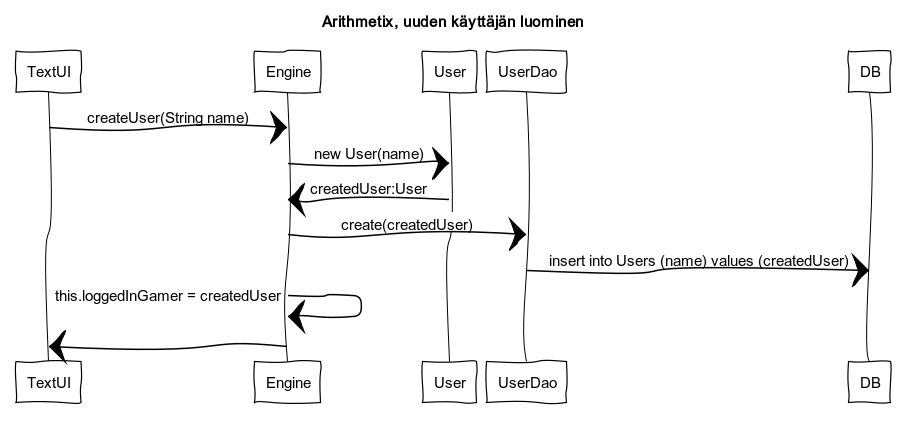 Arithmetix, uuden käyttäjän luominen
TextUI
Engine
User
UserDao
DB
createUser(String name)
new User(name)
createdUser:User
create(createdUser)
insert into Users (name) values (createdUser)
this.loggedInGamer = createdUser
TextUI
Engine
User
UserDao
DB